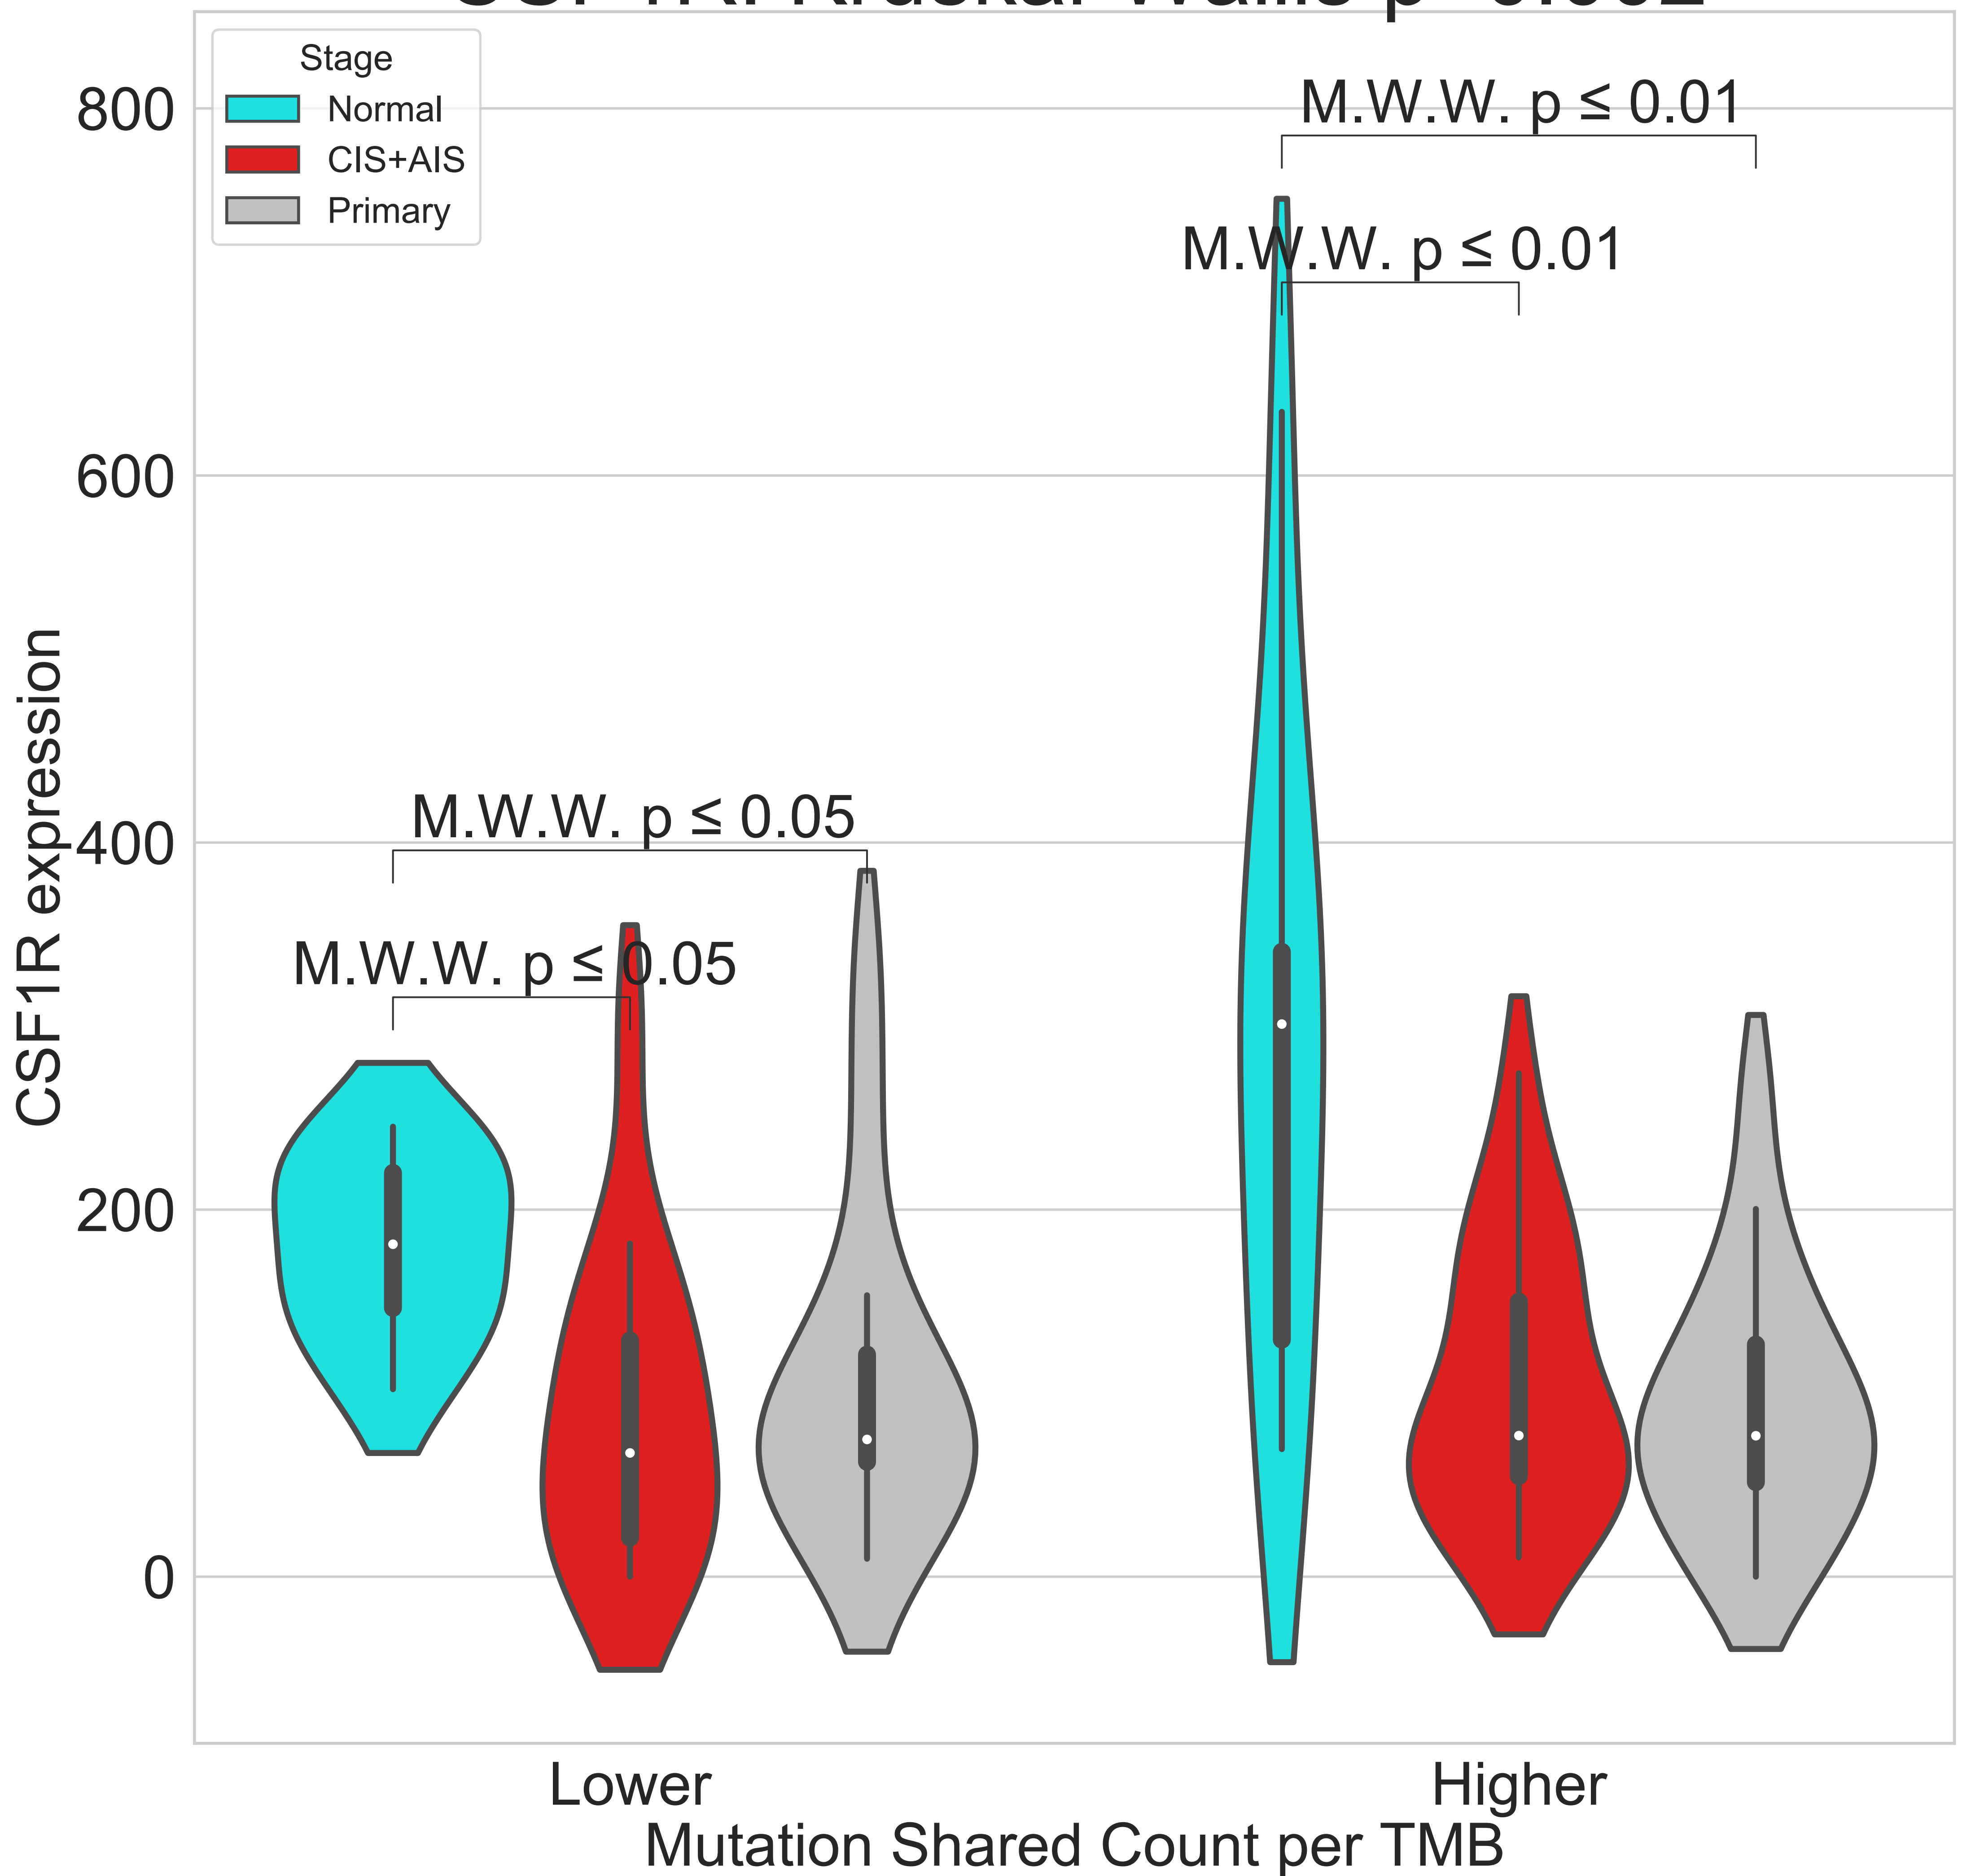 Stage
Normal
CIS+AIS
Primary
800
600
400
200
0
CSF1R expression
M.W.W. p ≤ 0.01
M.W.W. p ≤ 0.01
M.W.W. p ≤ 0.05
M.W.W. p ≤ 0.05
Lower
Higher
Mutation Shared Count per TMB